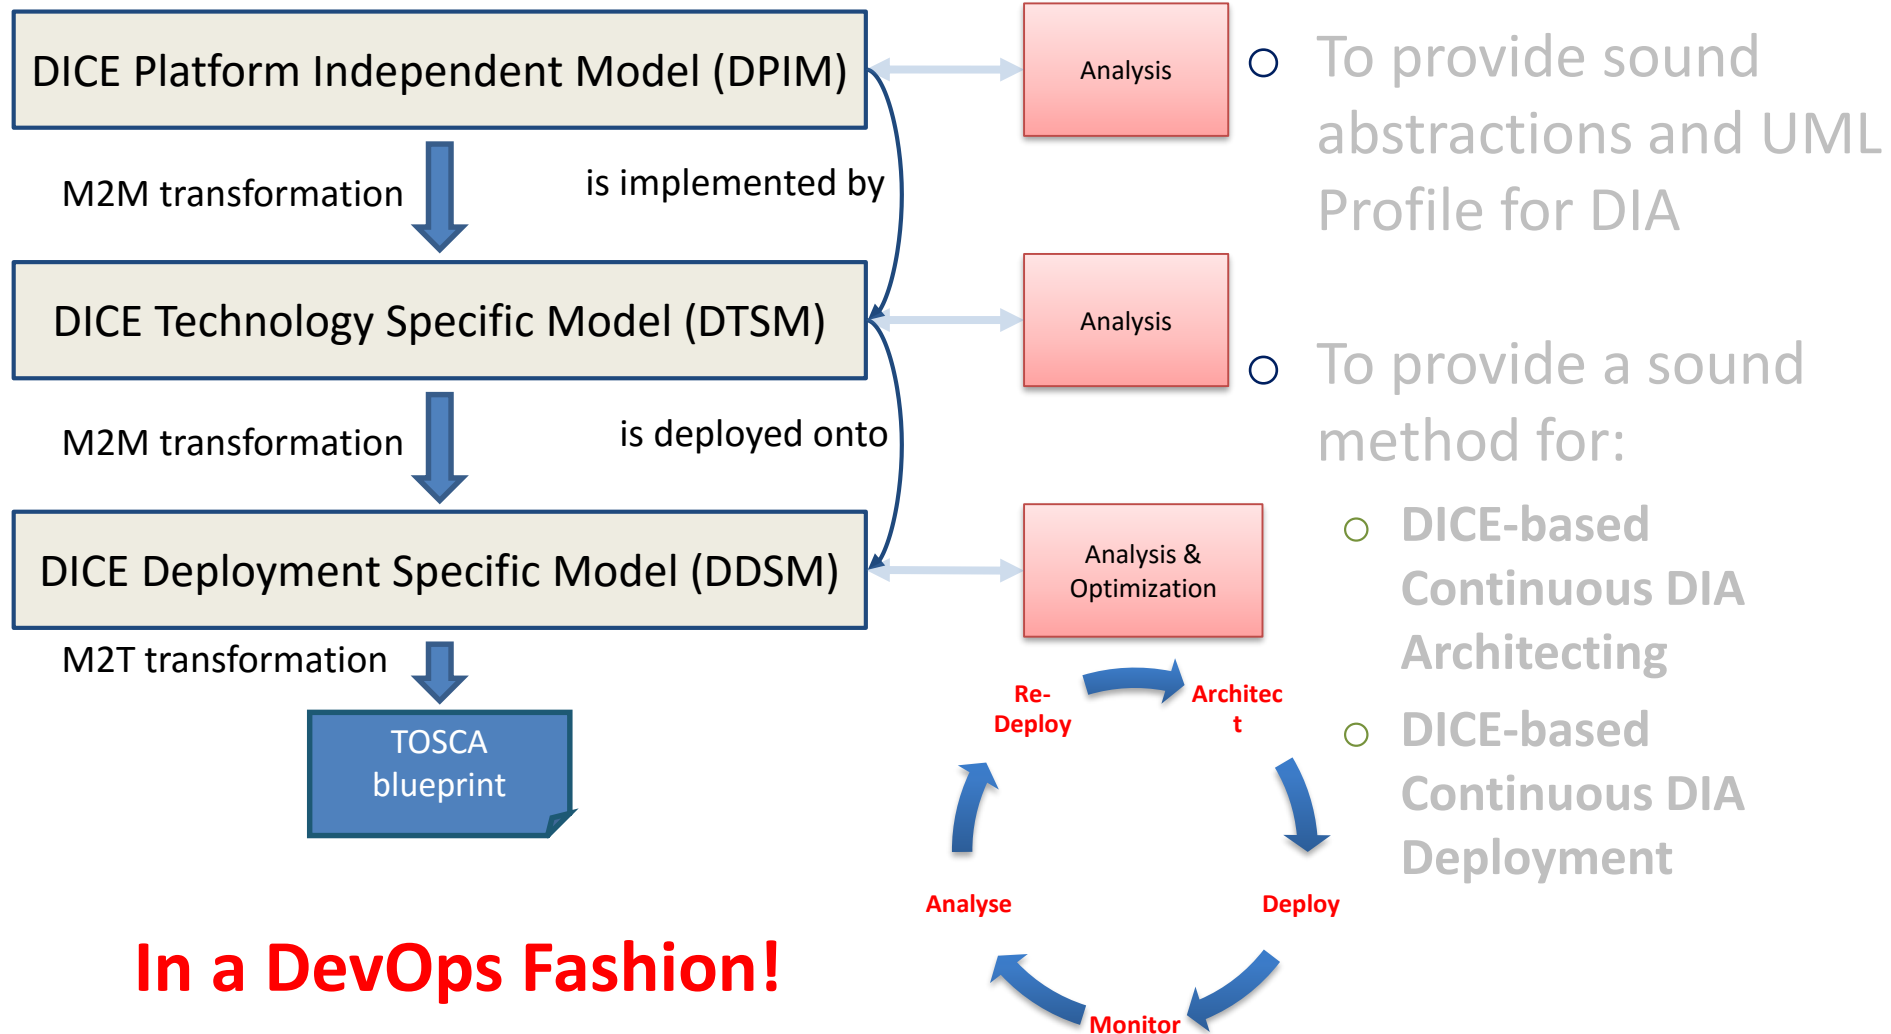 DICE Platform Independent Model (DPIM)
Analysis
M2M transformation
is implemented by
DICE Technology Specific Model (DTSM)
Analysis
M2M transformation
is deployed onto
DICE Deployment Specific Model (DDSM)
Analysis &
Optimization
M2T transformation
TOSCA
blueprint
Re-
Deploy
Architec
t
Deploy
Monitor
Analyse
In a DevOps Fashion!
To provide sound
abstractions and UML
Profile for DIA
To provide a sound
method for:
DICE-based
Continuous DIA
Architecting
DICE-based
Continuous DIA
Deployment